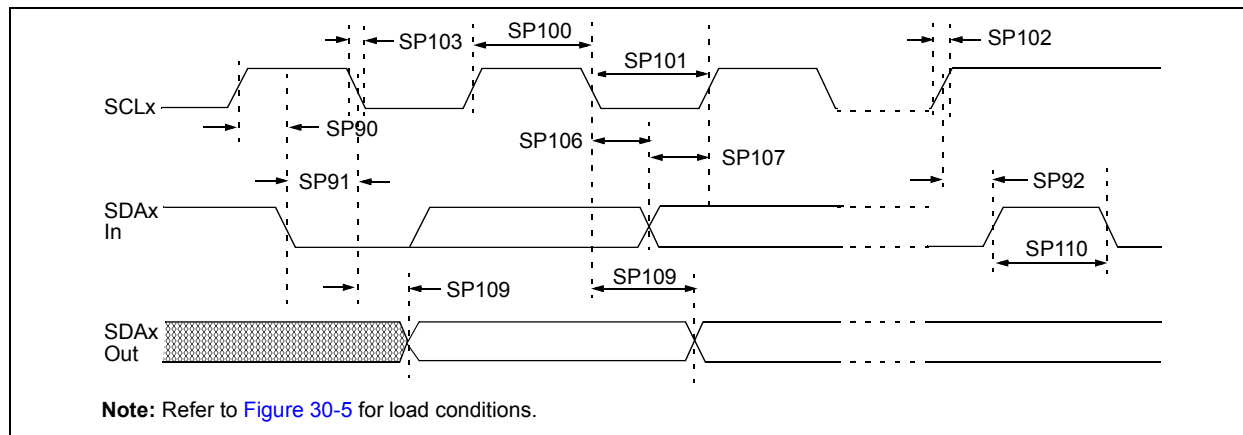 SP103
SP100
SP102
SP101
SCLx
SP90
SP106
SP107
SP91
SP92
SDAx
In
SP110
SP109
SP109
SDAx
Out
Note: Refer to Figure 30-5 for load conditions.